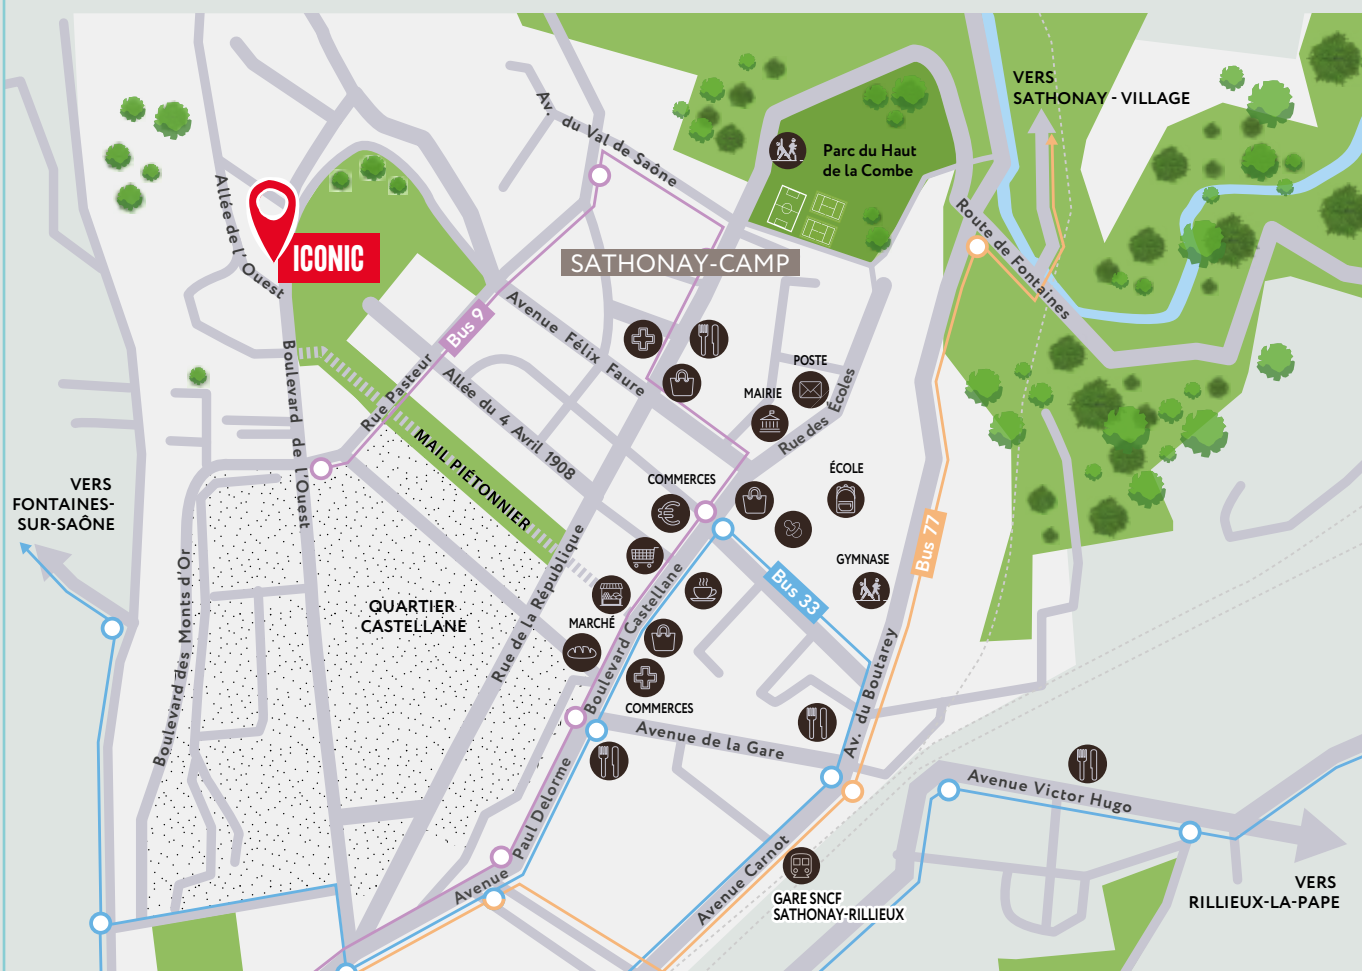 VERS
SATHONAY - VILLAGE
Av. du Val de Saône
Parc du Haut
de la Combe
Allée de l'Ouest
Route de Fontaines
ICONIC
SATHONAY-CAMP
Bus 9
Avenue Félix Faure
Boulevard de l'Ouest
Rue Pasteur
Allée du 4 Avril 1908
POSTE
MAIRIE
Rue des Écoles
MAIL PIÉTONNIER
COMMERCES
ÉCOLE
VERS
FONTAINES-
SUR-SAÔNE
Bus 77
GYMNASE
Bus 33
Rue de la République
Boulevard des Monts d'Or
QUARTIER
CASTELLANE
MARCHÉ
Boulevard Castellane
COMMERCES
Av. du Boutarey
Avenue de la Gare
Avenue Victor Hugo
Avenue Paul Delorme
Avenue Carnot
GARE SNCF
SATHONAY-RILLIEUX
VERS
RILLIEUX-LA-PAPE